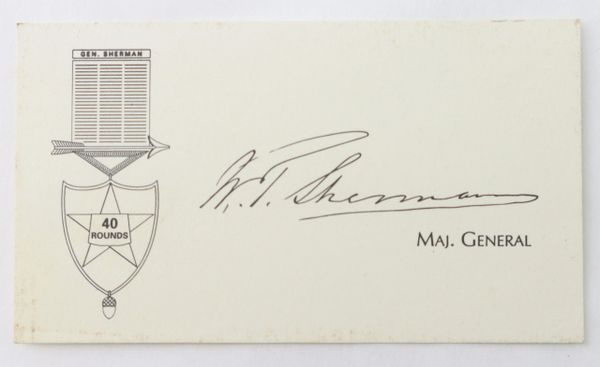 GEN. SHERMAN
40
ROUNDS
W. T. Sherman
MAJ. GENERAL